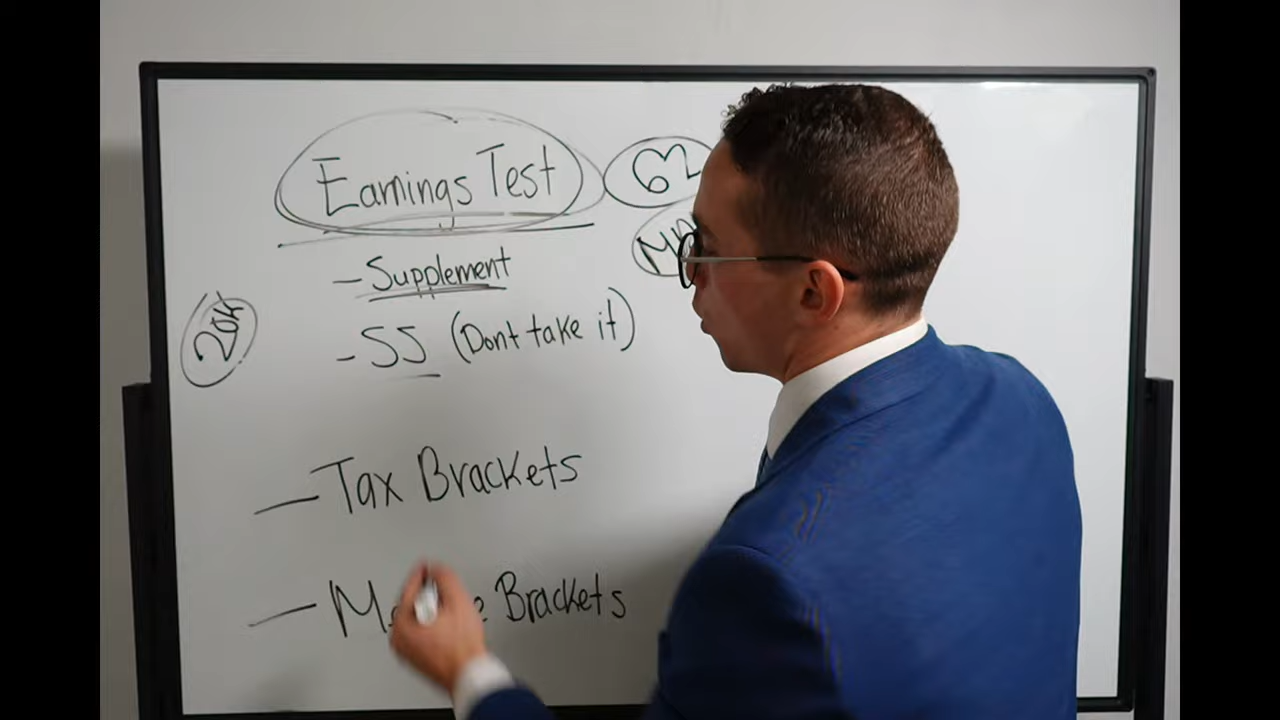 Earnings Test 62
- Supplement
20K
- SS (Dont take it)
- Tax Brackets
- Brackets